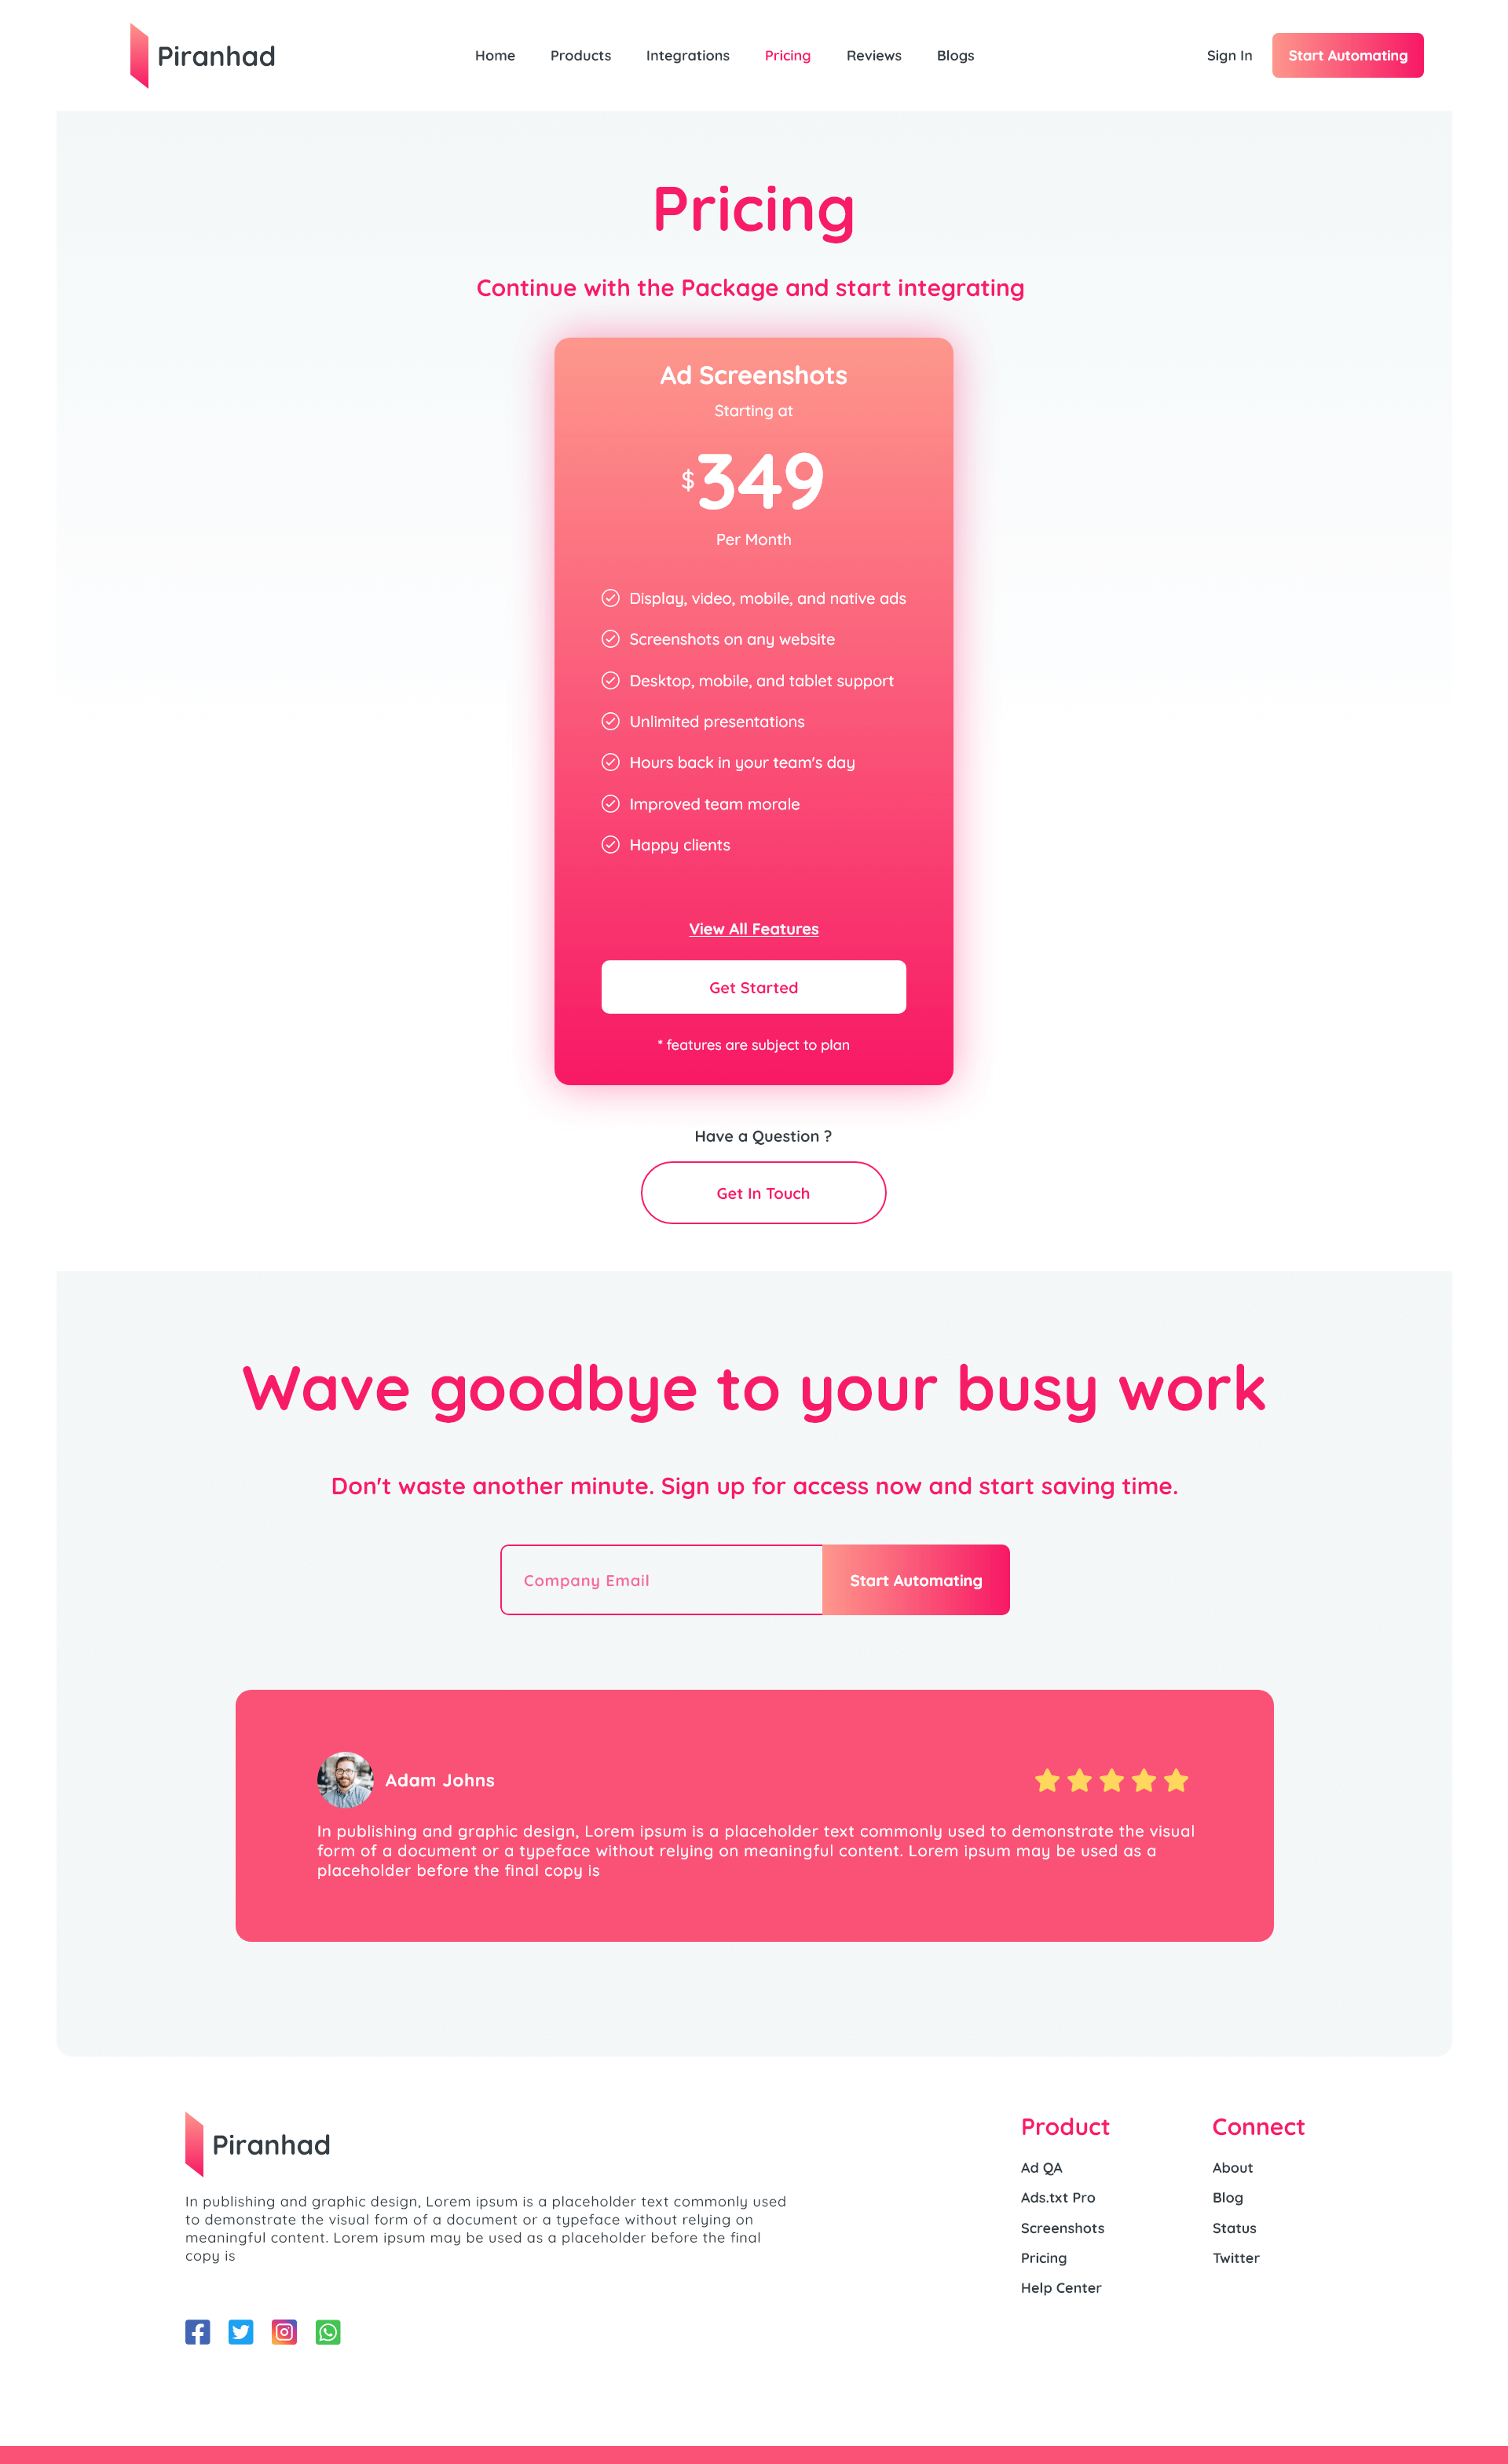 Piranhad
Home Products Integrations Pricing Reviews Blogs
Sign In Start Automating
Pricing
Continue with the Package and start integrating
Ad Screenshots
Starting at
$349
Per Month
Display, video, mobile, and native ads
Screenshots on any website
Desktop, mobile, and tablet support
Unlimited presentations
Hours back in your team's day
Improved team morale
Happy clients
View All Features
Get Started
* features are subject to plan
Have a Question ?
Get In Touch
Wave goodbye to your busy work
Don't waste another minute. Sign up for access now and start saving time.
Company Email Start Automating
Adam Johns
In publishing and graphic design, Lorem ipsum is a placeholder text commonly used to demonstrate the visual
form of a document or a typeface without relying on meaningful content. Lorem ipsum may be used as a
placeholder before the final copy is
Piranhad
In publishing and graphic design, Lorem ipsum is a placeholder text commonly used
to demonstrate the visual form of a document or a typeface without relying on
meaningful content. Lorem ipsum may be used as a placeholder before the final
copy is
Product
Ad QA
Ads.txt Pro
Screenshots
Pricing
Help Center
Connect
About
Blog
Status
Twitter